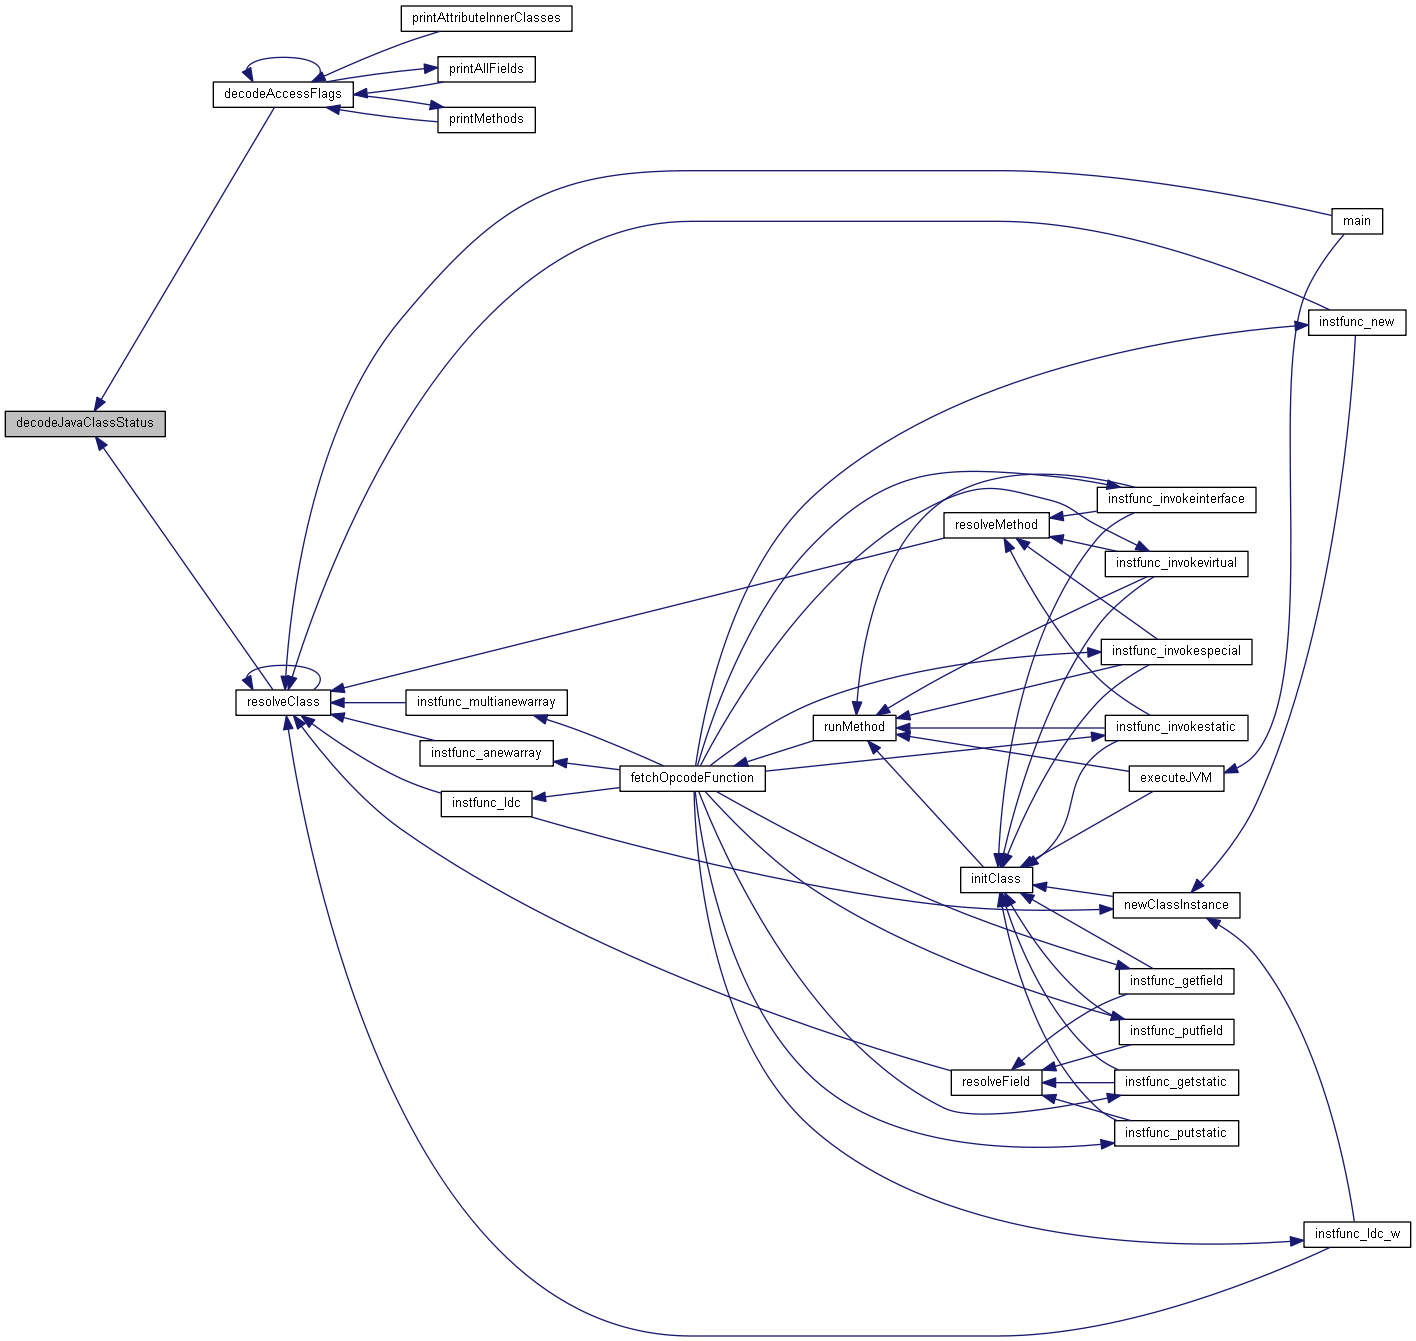 printAttributeInnerClasses
printAllFields
decodeAccessFlags
printMethods
main
instfunc_new
decodeJavaClassStatus
instfunc_invokeinterface
resolveMethod
instfunc_invokevirtual
instfunc_invokespecial
resolveClass
instfunc_multianewarray
runMethod
instfunc_invokestatic
instfunc_anewarray
fetchOpcodeFunction
executeJVM
instfunc_ldc
initClass
newClassInstance
instfunc_getfield
instfunc_putfield
resolveField
instfunc_getstatic
instfunc_putstatic
instfunc_ldc_w